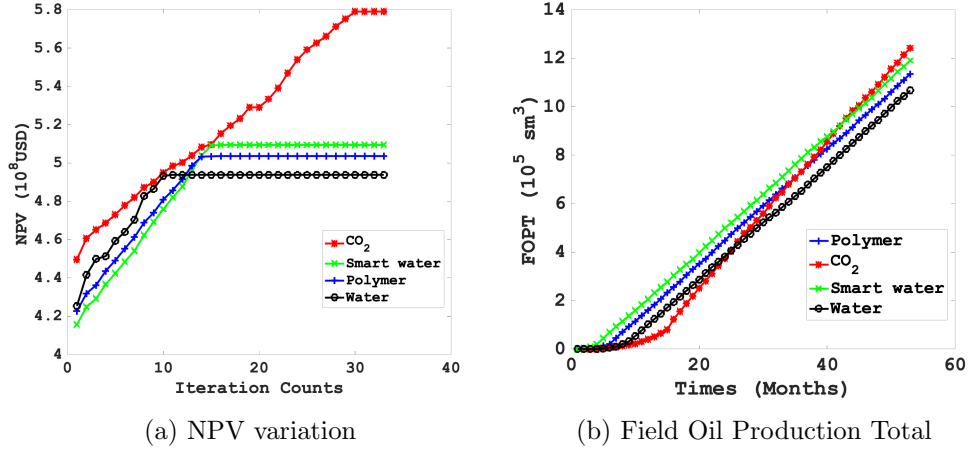 5.8
5.6
5.4
5.2
5
4.8
4.6
4.4
4.2
4
NPV (10⁸USD)
CO₂
Smart water
Polymer
Water
0 10 20 30 40
Iteration Counts
(a) NPV variation
14
12
10
8
6
4
2
0
FOPT (10⁵ sm³)
Polymer
CO₂
Smart water
Water
0 20 40 60
Times (Months)
(b) Field Oil Production Total